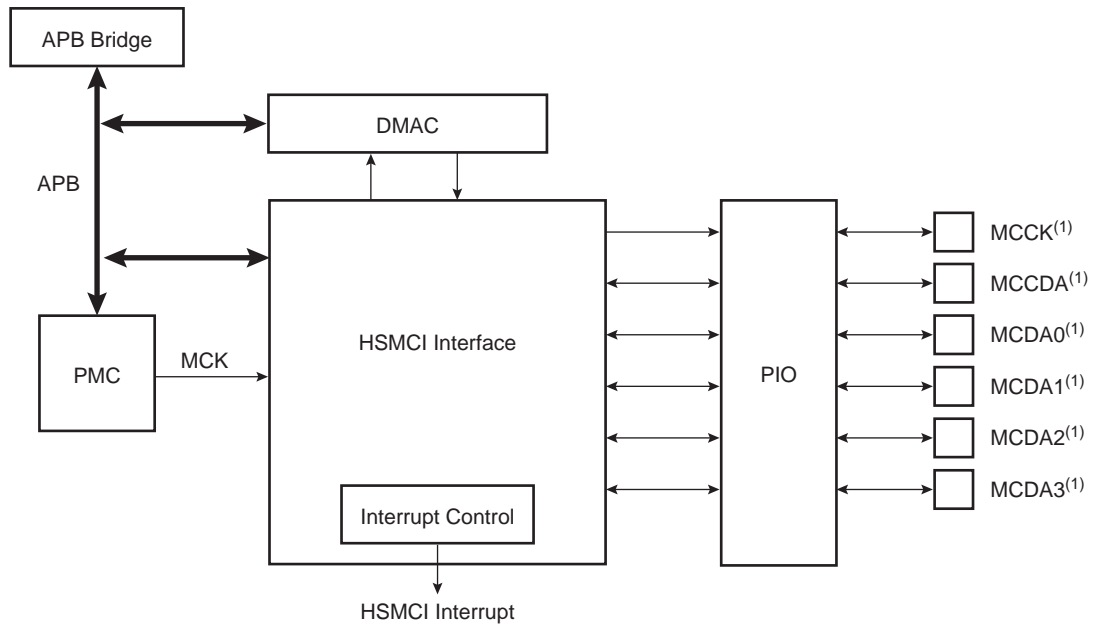 APB Bridge
DMAC
APB
MCCK(1)
MCCDA(1)
HSMCI Interface
MCDA0(1)
MCK
PMC
PIO
MCDA1(1)
MCDA2(1)
MCDA3(1)
Interrupt Control
HSMCI Interrupt